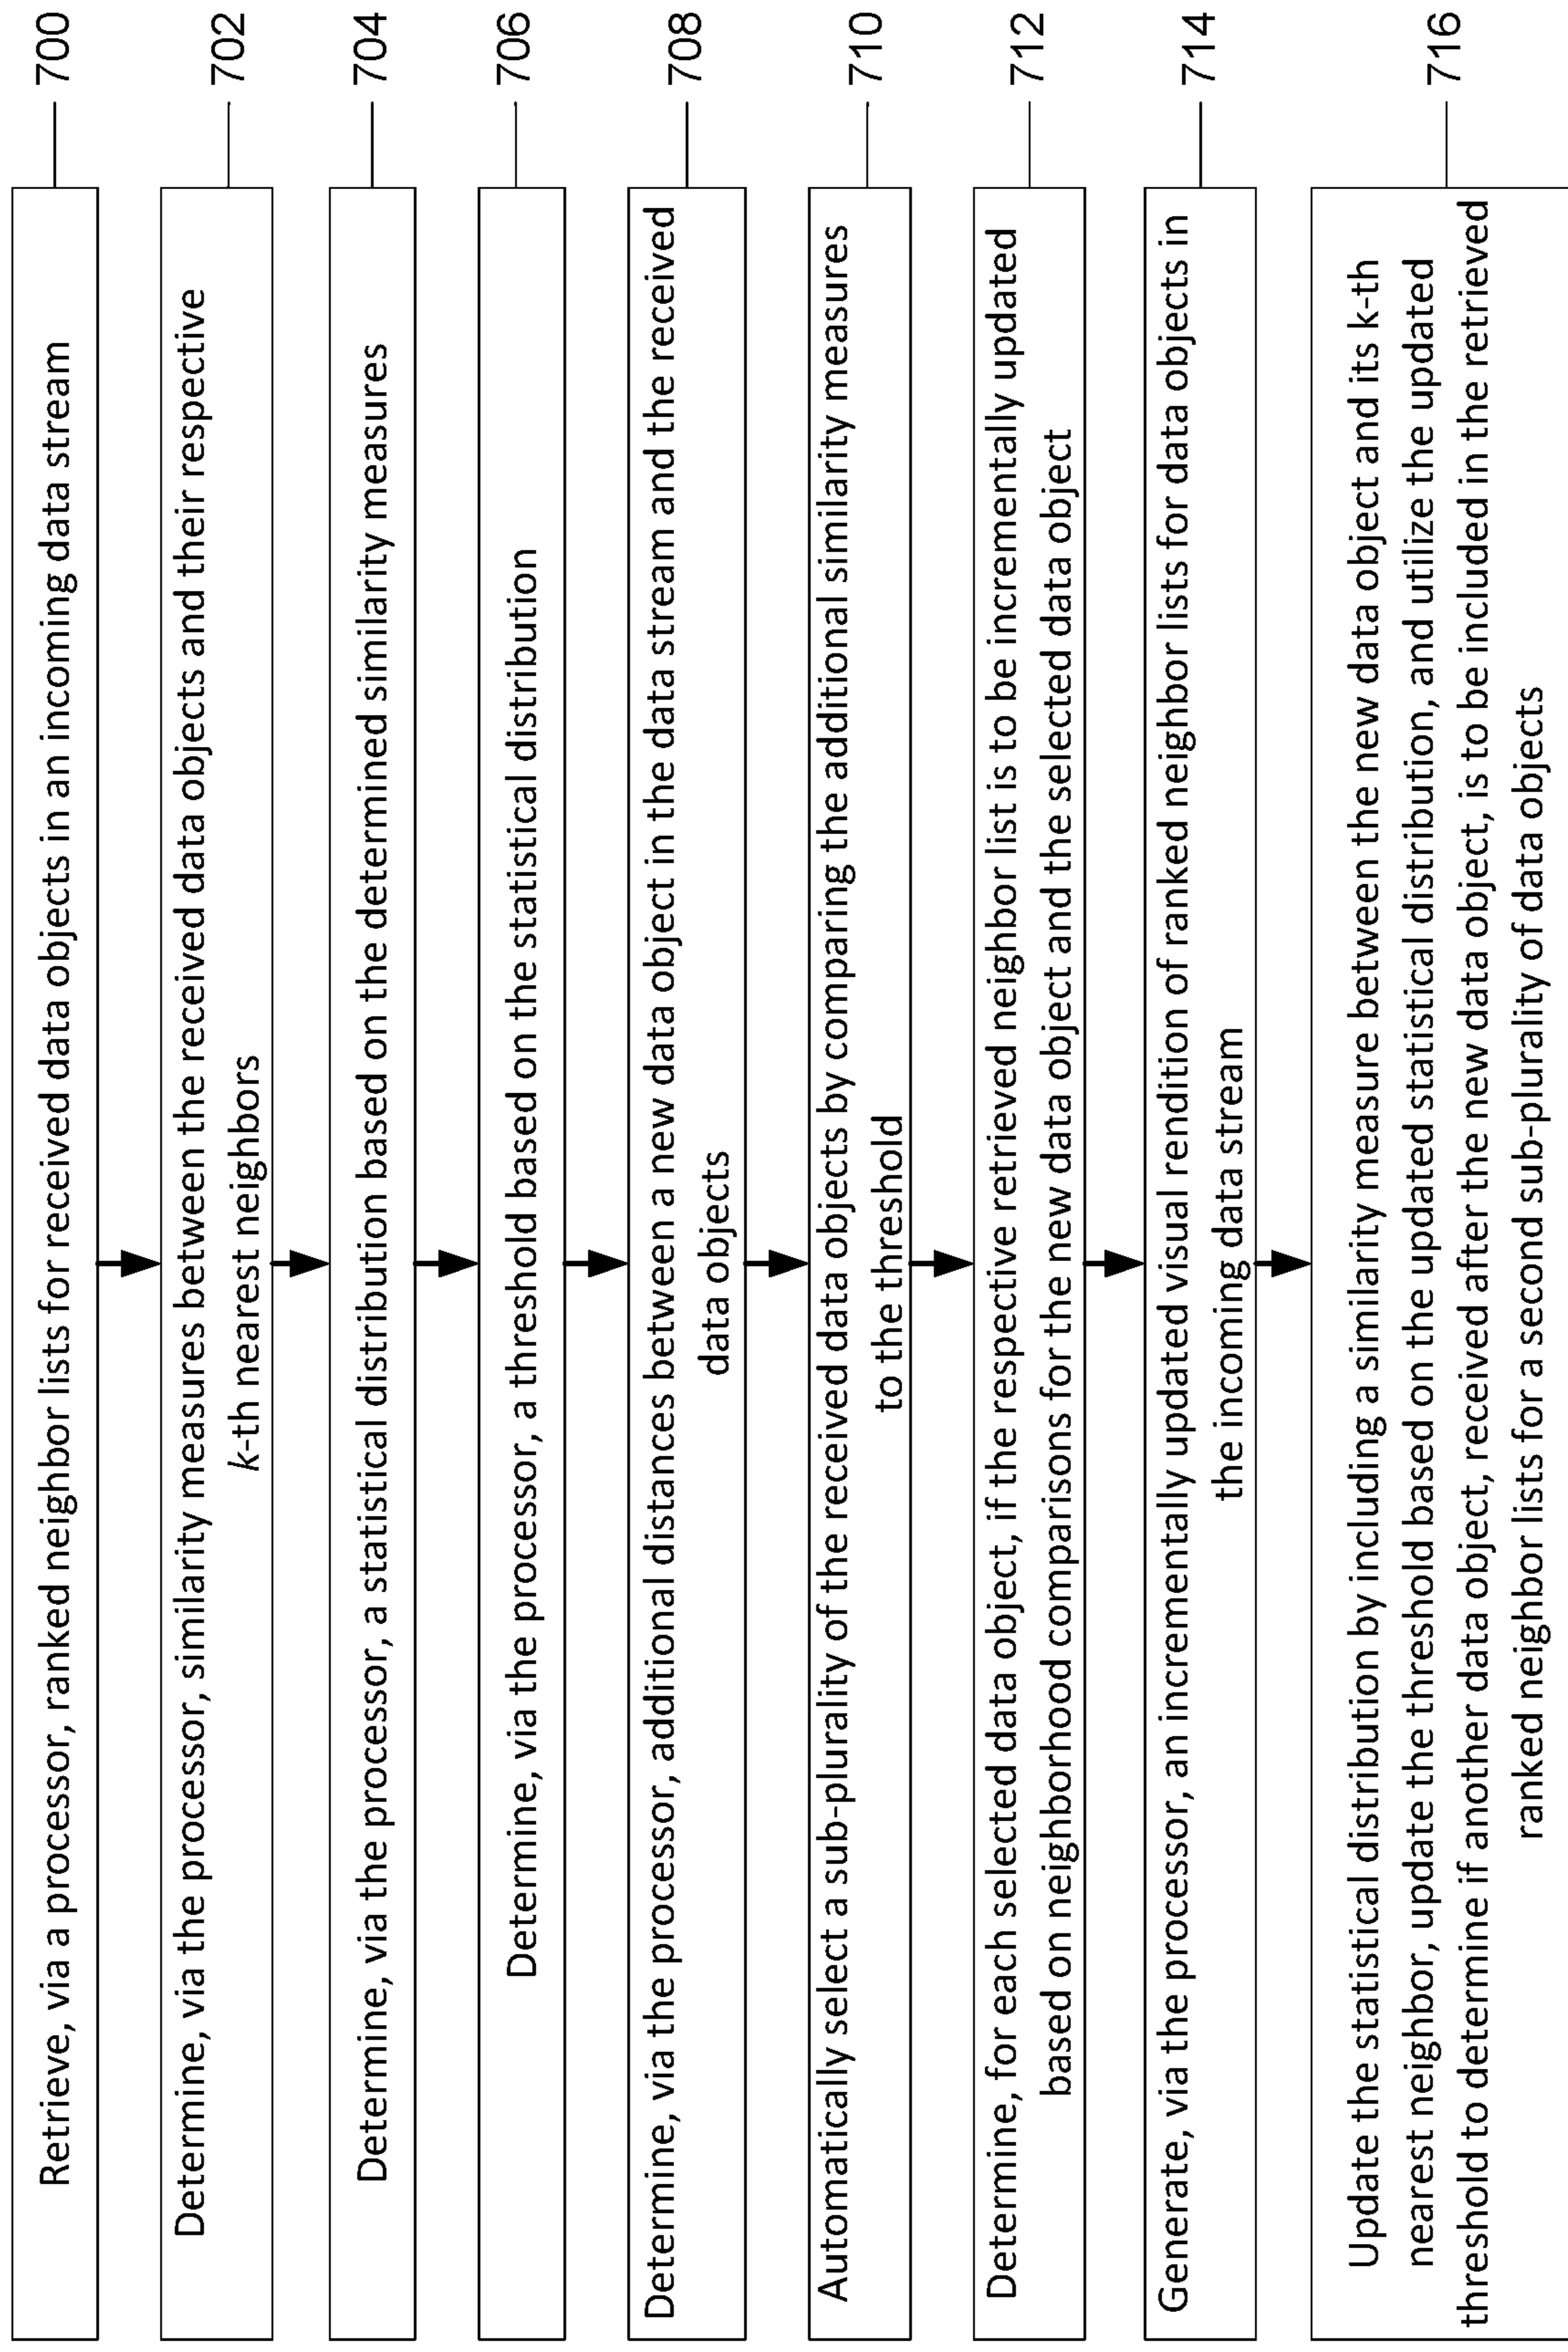 Retrieve, via a processor, ranked neighbor lists for received data objects in an incoming data stream
700
Determine, via the processor, similarity measures between the received data objects and their respective
k-th nearest neighbors
702
Determine, via the processor, a statistical distribution based on the determined similarity measures
704
Determine, via the processor, a threshold based on the statistical distribution
706
Determine, via the processor, additional distances between a new data object in the data stream and the received
data objects
708
Automatically select a sub-plurality of the received data objects by comparing the additional similarity measures
to the threshold
710
Determine, for each selected data object, if the respective retrieved neighbor list is to be incrementally updated
based on neighborhood comparisons for the new data object and the selected data object
712
Generate, via the processor, an incrementally updated visual rendition of ranked neighbor lists for data objects in
the incoming data stream
714
Update the statistical distribution by including a similarity measure between the new data object and its k-th
nearest neighbor, update the threshold based on the updated statistical distribution, and utilize the updated
threshold to determine if another data object, received after the new data object, is to be included in the retrieved
ranked neighbor lists for a second sub-plurality of data objects
716